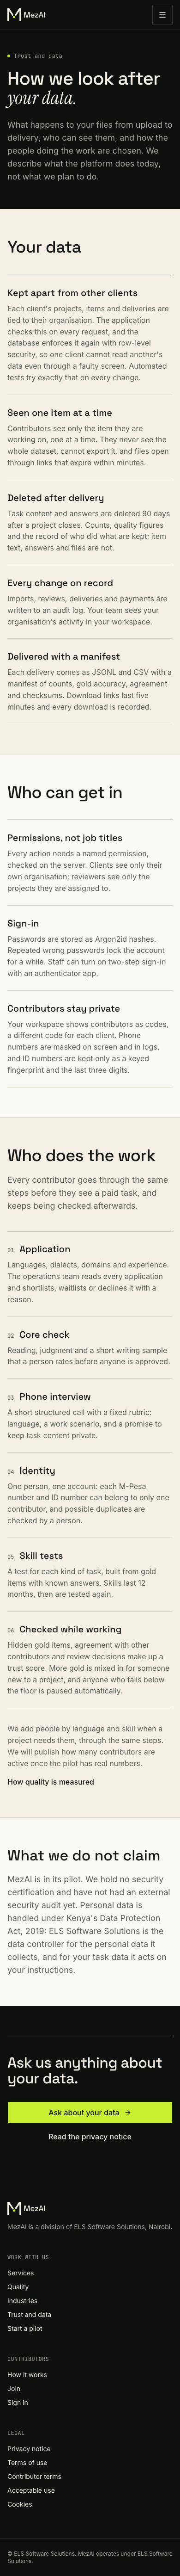 MezAI
Trust and data
How we look after
your data.
What happens to your files from upload to
delivery, who can see them, and how the
people doing the work are chosen. We
describe what the platform does today,
not what we plan to do.
Your data
Kept apart from other clients
Each client's projects, items and deliveries are
tied to their organisation. The application
checks this on every request, and the
database enforces it again with row-level
security, so one client cannot read another's
data even through a faulty screen. Automated
tests try exactly that on every change.
Seen one item at a time
Contributors see only the item they are
working on, one at a time. They never see the
whole dataset, cannot export it, and files open
through links that expire within minutes.
Deleted after delivery
Task content and answers are deleted 90 days
after a project closes. Counts, quality figures
and the record of who did what are kept; item
text, answers and files are not.
Every change on record
Imports, reviews, deliveries and payments are
written to an audit log. Your team sees your
organisation's activity in your workspace.
Delivered with a manifest
Each delivery comes as JSONL and CSV with a
manifest of counts, gold accuracy, agreement
and checksums. Download links last five
minutes and every download is recorded.
Who can get in
Permissions, not job titles
Every action needs a named permission,
checked on the server. Clients see only their
own organisation; reviewers see only the
projects they are assigned to.
Sign-in
Passwords are stored as Argon2id hashes.
Repeated wrong passwords lock the account
for a while. Staff can turn on two-step sign-in
with an authenticator app.
Contributors stay private
Your workspace shows contributors as codes,
a different code for each client. Phone
numbers are masked on screen and in logs,
and ID numbers are kept only as a keyed
fingerprint and the last three digits.
Who does the work
Every contributor goes through the same
steps before they see a paid task, and
keeps being checked afterwards.
01 Application
Languages, dialects, domains and experience.
The operations team reads every application
and shortlists, waitlists or declines it with a
reason.
02 Core check
Reading, judgment and a short writing sample
that a person rates before anyone is approved.
03 Phone interview
A short structured call with a fixed rubric:
language, a work scenario, and a promise to
keep task content private.
04 Identity
One person, one account: each M-Pesa
number and ID number can belong to only one
contributor, and possible duplicates are
checked by a person.
05 Skill tests
A test for each kind of task, built from gold
items with known answers. Skills last 12
months, then are tested again.
06 Checked while working
Hidden gold items, agreement with other
contributors and review decisions make up a
trust score. More gold is mixed in for someone
new to a project, and anyone who falls below
the floor is paused automatically.
We add people by language and skill when a
project needs them, through the same steps.
We will publish how many contributors are
active once the pilot has real numbers.
How quality is measured
What we do not claim
MezAI is in its pilot. We hold no security
certification and have not had an external
security audit yet. Personal data is
handled under Kenya's Data Protection
Act, 2019: ELS Software Solutions is the
data controller for the personal data it
collects, and for your task data it acts on
your instructions.
Ask us anything about
your data.
Ask about your data →
Read the privacy notice
MezAI
MezAI is a division of ELS Software Solutions, Nairobi.
WORK WITH US
Services
Quality
Industries
Trust and data
Start a pilot
CONTRIBUTORS
How it works
Join
Sign in
LEGAL
Privacy notice
Terms of use
Contributor terms
Acceptable use
Cookies
© ELS Software Solutions. MezAI operates under ELS Software
Solutions.